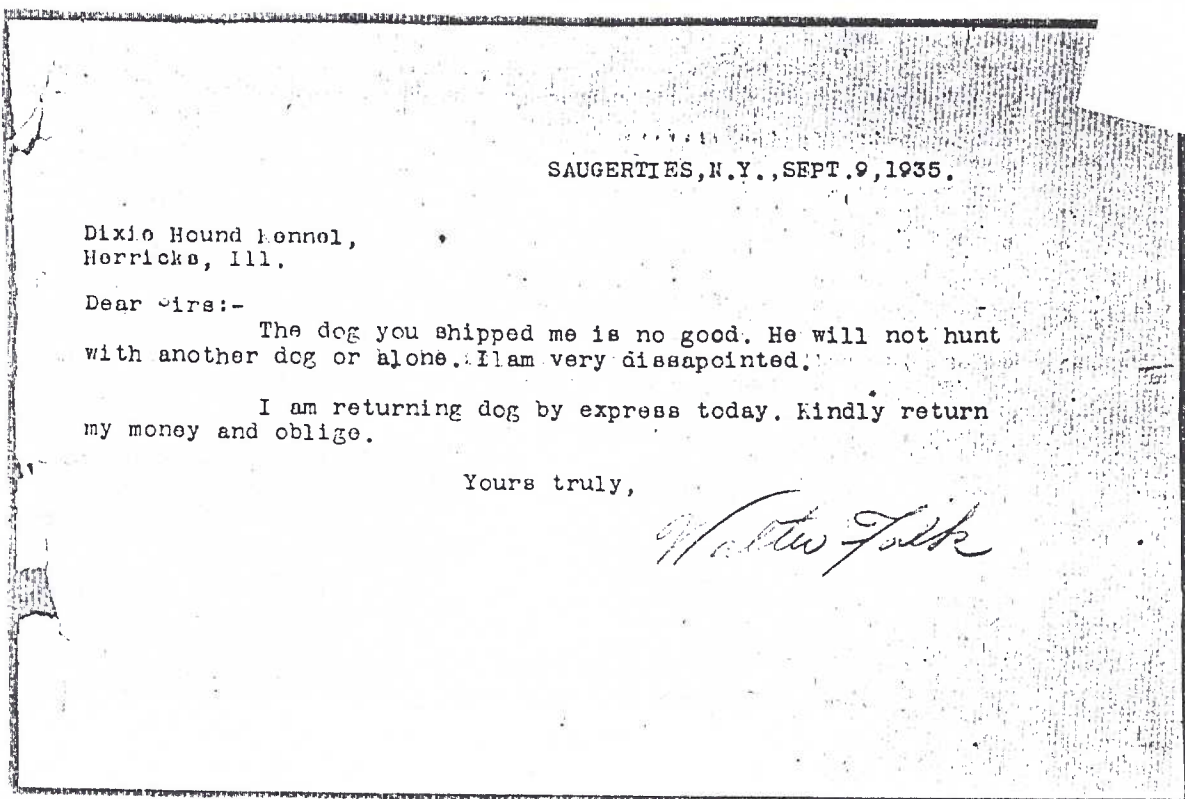 SAUGERTIES,N.Y.,SEPT.9,1935.
Dixie Hound Kennel,
Herricks, Ill.
Dear Sirs:-
The dog you shipped me is no good. He will not hunt
with another dog or alone. I am very dissapointed.
I am returning dog by express today. Kindly return
my money and oblige.
Yours truly,
Walter